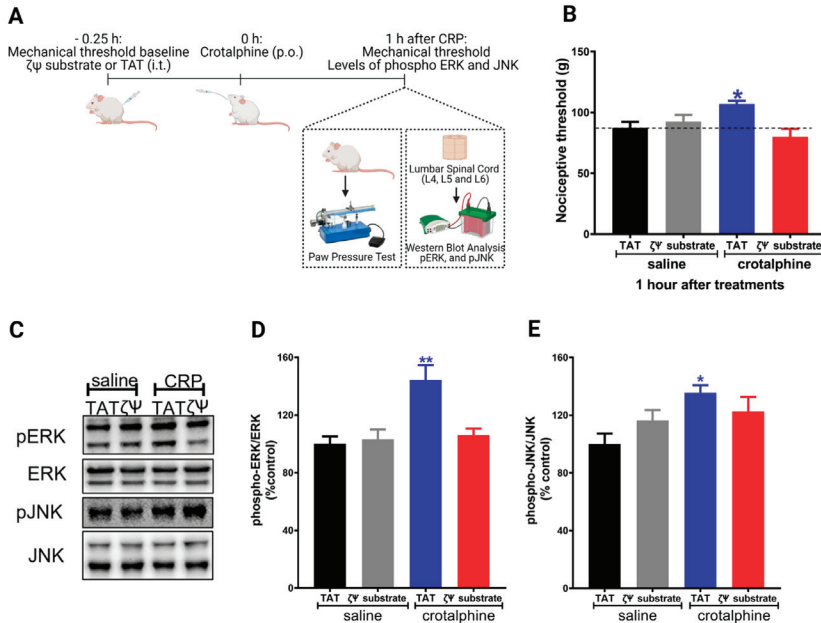 A
- 0.25 h:
Mechanical threshold baseline
ζψ substrate or TAT (i.t.)
0 h:
Crotalphine (p.o.)
1 h after CRP:
Mechanical threshold
Levels of phospho ERK and JNK
Paw Pressure Test
Lumbar Spinal Cord
(L4, L5 and L6)
Western Blot Analysis
pERK, and pJNK
B
Nociceptive threshold (g)
200
150
100
50
0
*
TAT ζΨ substrate TAT ζΨ substrate
saline crotalphine
1 hour after treatments
C
saline CRP
TAT ζΨ TAT ζΨ
pERK
ERK
pJNK
JNK
D
phospho-ERK/ERK
(%control)
160
120
80
40
0
**
TAT ζΨ substrate TAT ζΨ substrate
saline crotalphine
E
phospho-JNK/JNK
(% control)
160
120
80
40
0
*
TAT ζΨ substrate TAT ζΨ substrate
saline crotalphine